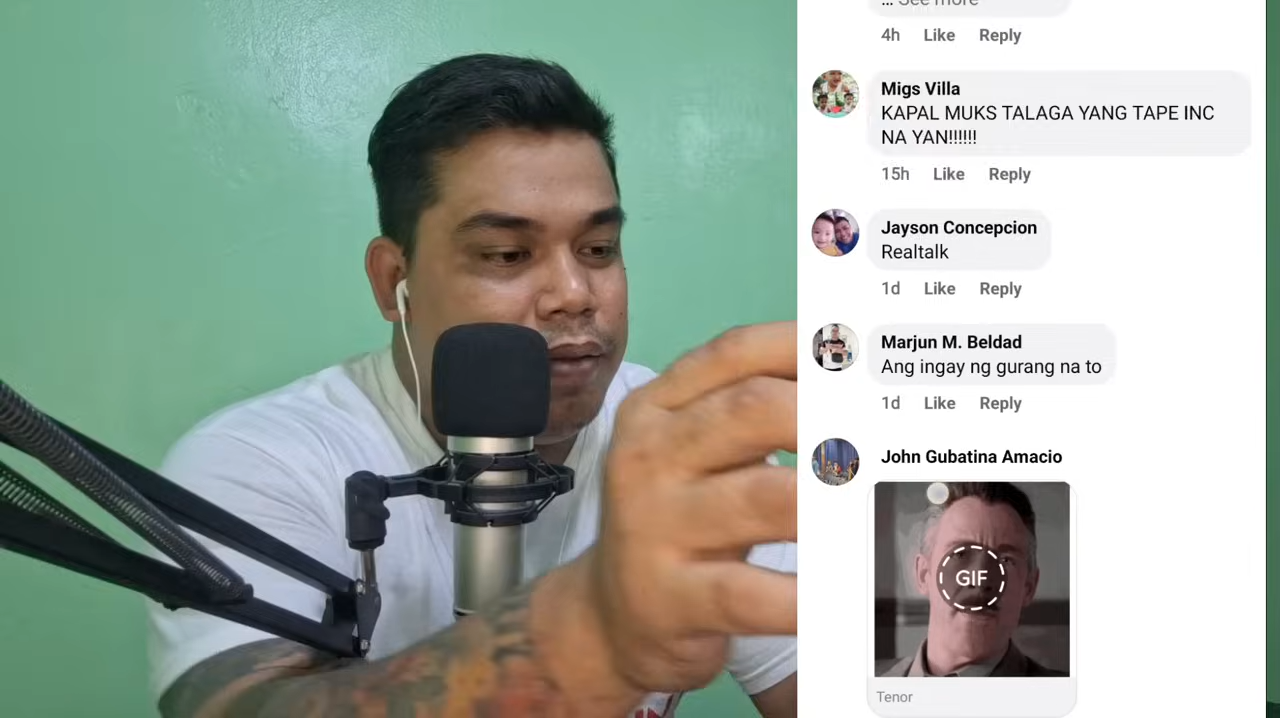 ... See more
4h Like Reply
Migs Villa
KAPAL MUKS TALAGA YANG TAPE INC
NA YAN!!!!!!
15h Like Reply
Jayson Concepcion
Realtalk
1d Like Reply
Marjun M. Beldad
Ang ingay ng gurang na to
1d Like Reply
John Gubatina Amacio
GIF
Tenor